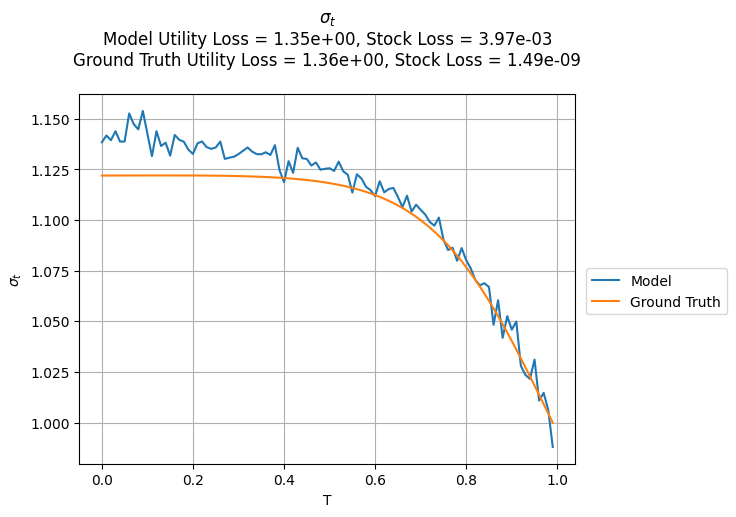 σt
Model Utility Loss = 1.35e+00, Stock Loss = 3.97e-03
Ground Truth Utility Loss = 1.36e+00, Stock Loss = 1.49e-09
1.150
1.125
1.100
1.075
1.050
1.025
1.000
σt
0.0 0.2 0.4 0.6 0.8 1.0
T
Model
Ground Truth